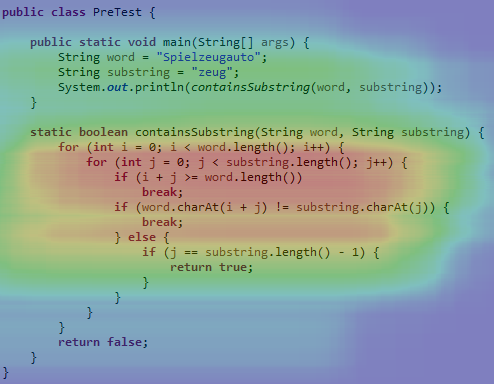 public class PreTest {
public static void main(String[] args) {
String word = "Spielzeugauto";
String substring = "zeug";
System.out.println(containsSubstring(word, substring));
}
static boolean containsSubstring(String word, String substring) {
for (int i = 0; i < word.length(); i++) {
for (int j = 0; j < substring.length(); j++) {
if (i + j >= word.length())
break;
if (word.charAt(i + j) != substring.charAt(j)) {
break;
} else {
if (j == substring.length() - 1) {
return true;
}
}
}
}
return false;
}
}